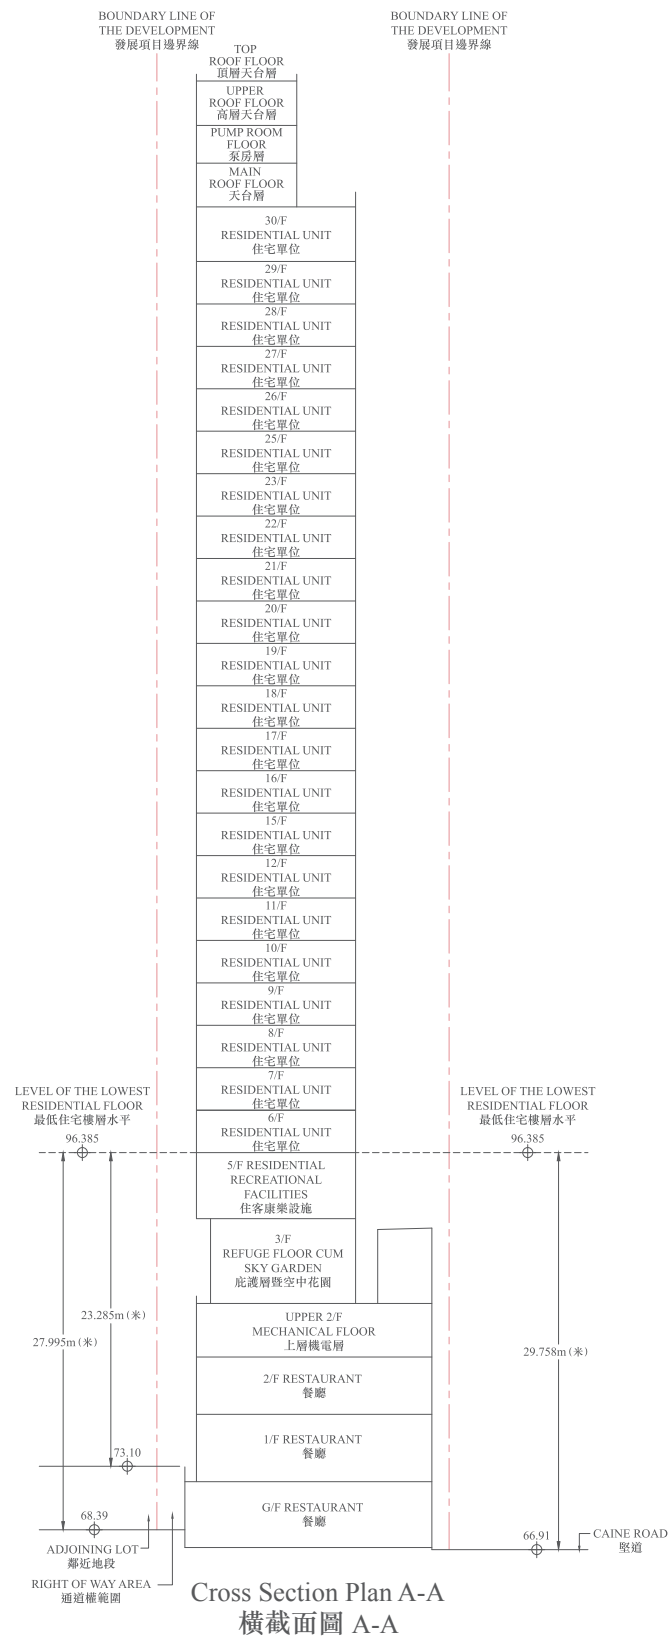 BOUNDARY LINE OF
THE DEVELOPMENT
發展項目邊界線
BOUNDARY LINE OF
THE DEVELOPMENT
發展項目邊界線
TOP
ROOF FLOOR
頂層天台層
UPPER
ROOF FLOOR
高層天台層
PUMP ROOM
FLOOR
泵房層
MAIN
ROOF FLOOR
天台層
30/F
RESIDENTIAL UNIT
住宅單位
29/F
RESIDENTIAL UNIT
住宅單位
28/F
RESIDENTIAL UNIT
住宅單位
27/F
RESIDENTIAL UNIT
住宅單位
26/F
RESIDENTIAL UNIT
住宅單位
25/F
RESIDENTIAL UNIT
住宅單位
23/F
RESIDENTIAL UNIT
住宅單位
22/F
RESIDENTIAL UNIT
住宅單位
21/F
RESIDENTIAL UNIT
住宅單位
20/F
RESIDENTIAL UNIT
住宅單位
19/F
RESIDENTIAL UNIT
住宅單位
18/F
RESIDENTIAL UNIT
住宅單位
17/F
RESIDENTIAL UNIT
住宅單位
16/F
RESIDENTIAL UNIT
住宅單位
15/F
RESIDENTIAL UNIT
住宅單位
12/F
RESIDENTIAL UNIT
住宅單位
11/F
RESIDENTIAL UNIT
住宅單位
10/F
RESIDENTIAL UNIT
住宅單位
9/F
RESIDENTIAL UNIT
住宅單位
8/F
RESIDENTIAL UNIT
住宅單位
7/F
RESIDENTIAL UNIT
住宅單位
6/F
RESIDENTIAL UNIT
住宅單位
LEVEL OF THE LOWEST
RESIDENTIAL FLOOR
最低住宅樓層水平
96.385
LEVEL OF THE LOWEST
RESIDENTIAL FLOOR
最低住宅樓層水平
96.385
5/F RESIDENTIAL
RECREATIONAL
FACILITIES
住客康樂設施
3/F
REFUGE FLOOR CUM
SKY GARDEN
庇護層暨空中花園
UPPER 2/F
MECHANICAL FLOOR
上層機電層
2/F RESTAURANT
餐廳
1/F RESTAURANT
餐廳
G/F RESTAURANT
餐廳
23.285m (米)
27.995m (米)
29.758m (米)
73.10
68.39
66.91
ADJOINING LOT
鄰近地段
RIGHT OF WAY AREA
通道權範圍
CAINE ROAD
堅道
Cross Section Plan A-A
橫截面圖 A-A